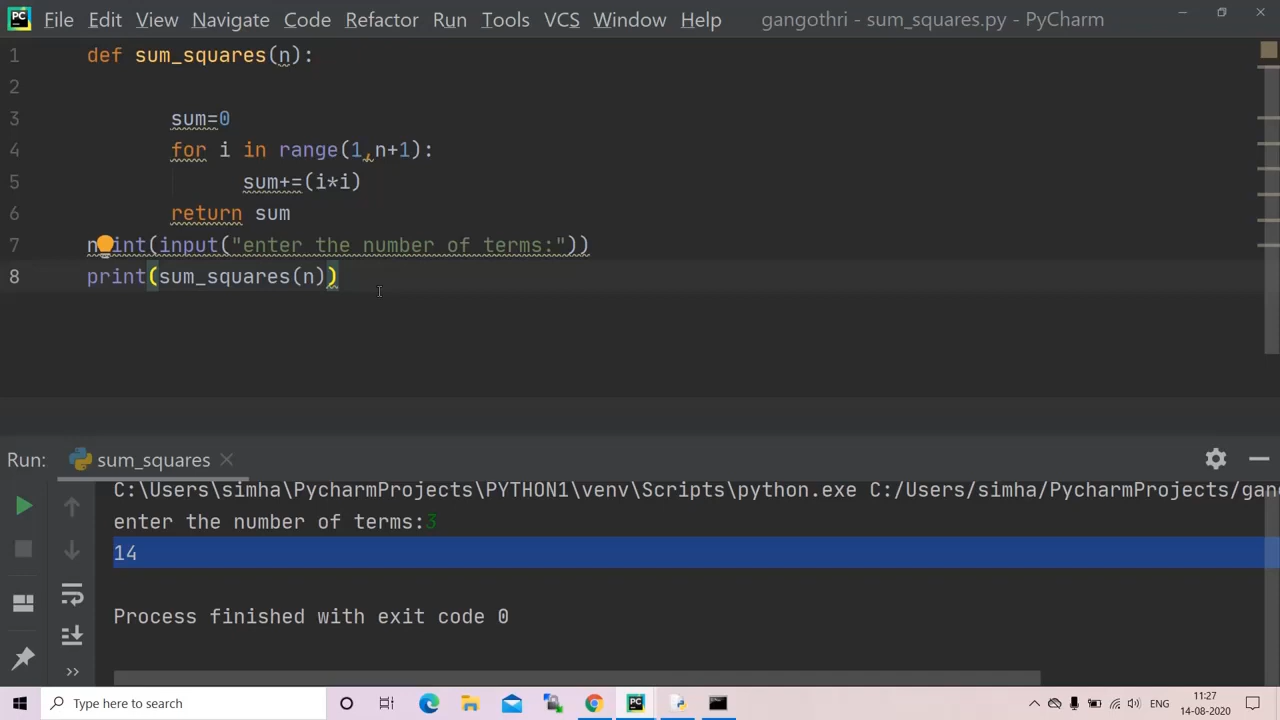 PC File Edit View Navigate Code Refactor Run Tools VCS Window Help gangothri - sum_squares.py - PyCharm
1 def sum_squares(n):
2
3 sum=0
4 for i in range(1,n+1):
5 sum+=(i*i)
6 return sum
7 int(input("enter the number of terms:"))
8 print(sum_squares(n))
Run: sum_squares
C:\Users\simha\PycharmProjects\PYTHON1\venv\Scripts\python.exe C:/Users/simha/PycharmProjects/gan
enter the number of terms:3
14
Process finished with exit code 0
Type here to search
PC
ENG
11:27
14-08-2020